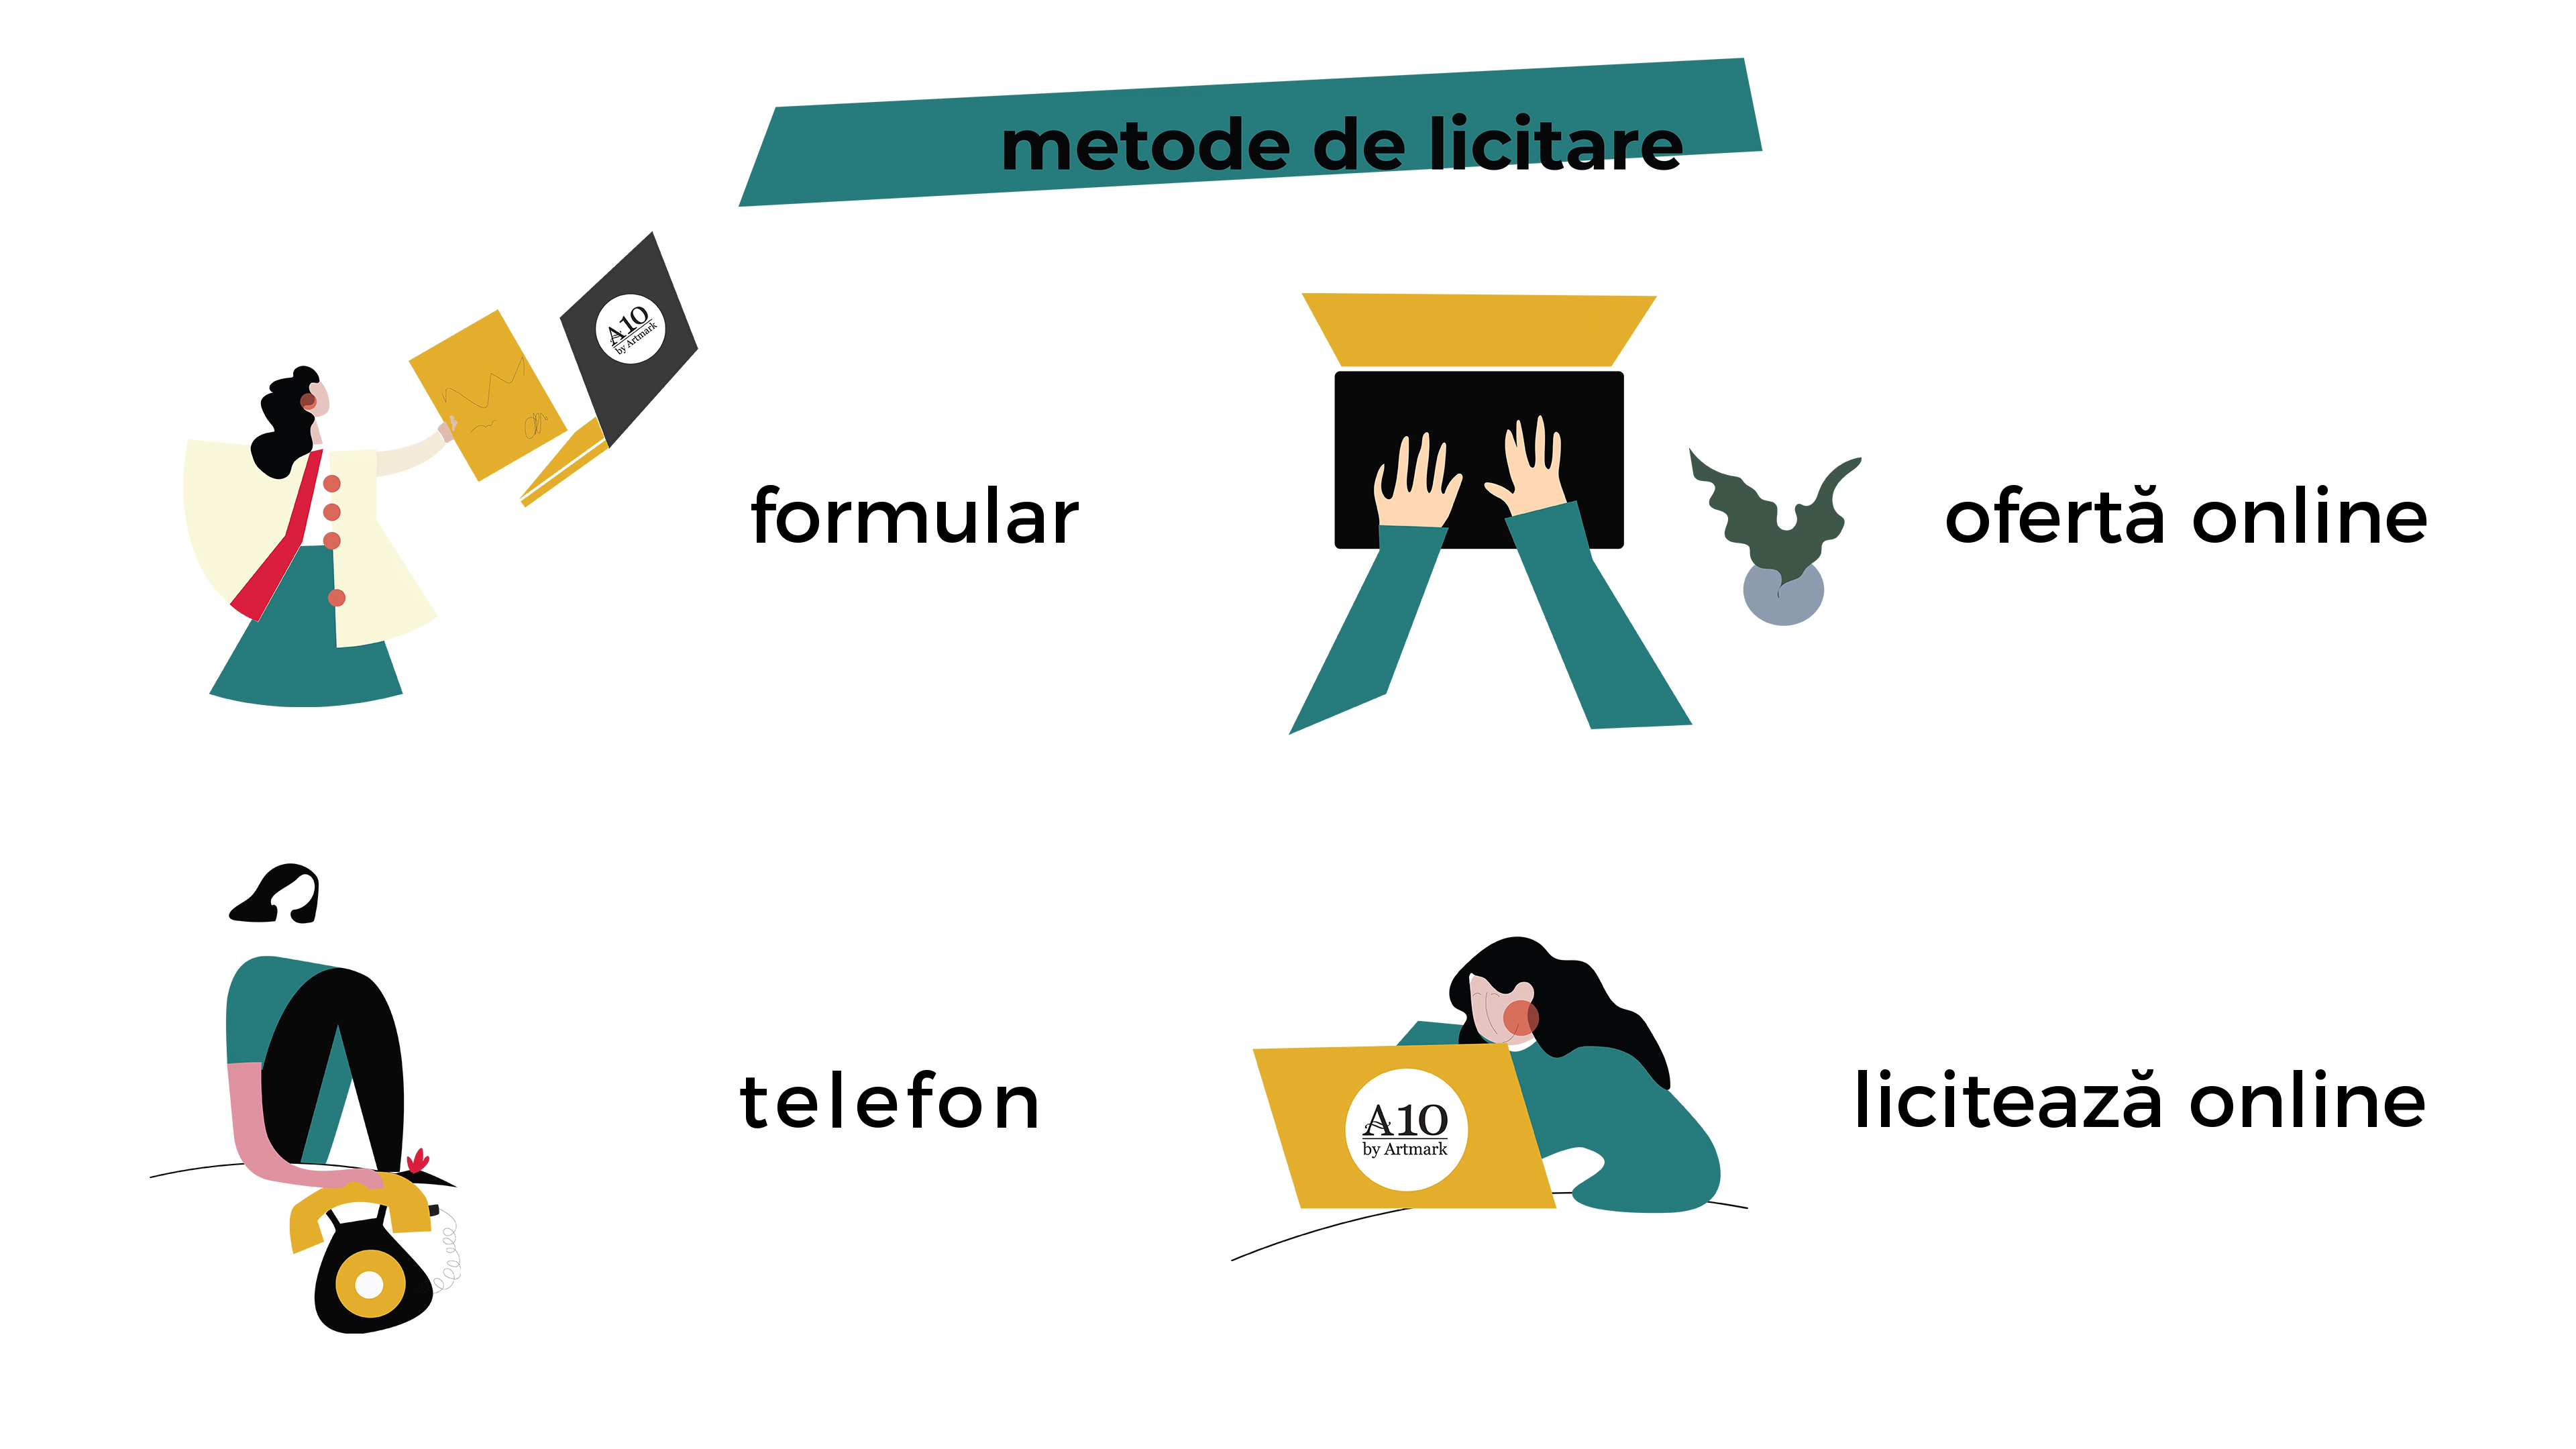 metode de licitare
A10
by Artmark
formular
ofertă online
telefon
A10
by Artmark
licitează online